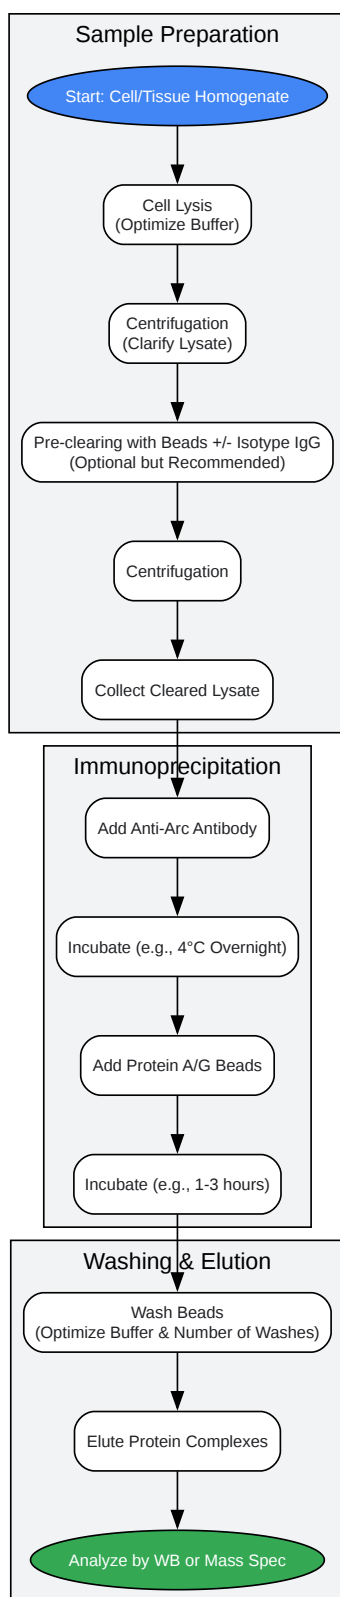 Sample Preparation
Start: Cell/Tissue Homogenate
Cell Lysis
(Optimize Buffer)
Centrifugation
(Clarify Lysate)
Pre-clearing with Beads +/- Isotype IgG
(Optional but Recommended)
Centrifugation
Collect Cleared Lysate
Immunoprecipitation
Add Anti-Arc Antibody
Incubate (e.g., 4°C Overnight)
Add Protein A/G Beads
Incubate (e.g., 1-3 hours)
Washing & Elution
Wash Beads
(Optimize Buffer & Number of Washes)
Elute Protein Complexes
Analyze by WB or Mass Spec